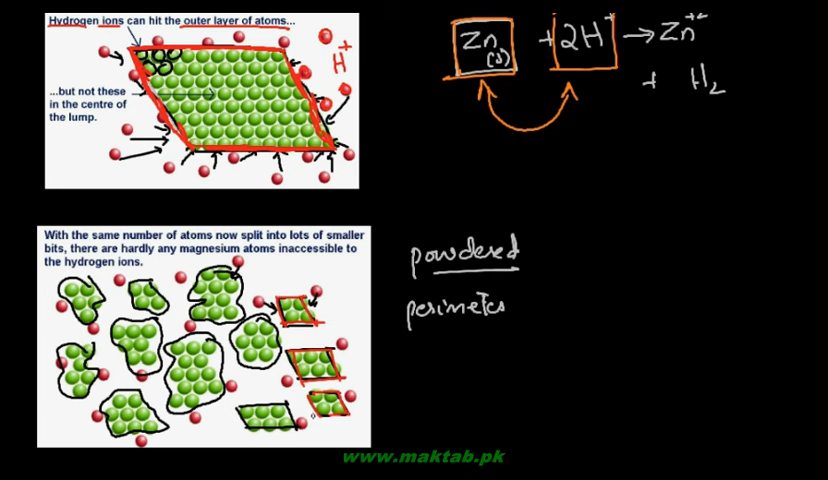 Hydrogen ions can hit the outer layer of atoms...
H+
...but not these
in the centre of
the lump.
Zn(s) + 2H+ → Zn+2
+ H2
With the same number of atoms now split into lots of smaller
bits, there are hardly any magnesium atoms inaccessible to
the hydrogen ions.
powdered
perimeter
www.maktab.pk